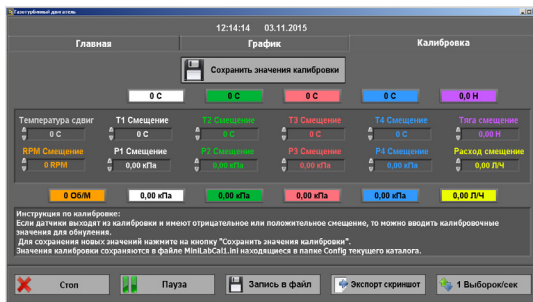 Газотурбинный двигатель
12:14:14 03.11.2015
Главная График Калибровка
Сохранить значения калибровки
0 C 0 C 0 C 0 C 0,0 Н
Температура сдвиг T1 Смещение T2 Смещение T3 Смещение T4 Смещение Тяга смещение
0 C 0 C 0 C 0 C 0 C 0,00 Н
RPM Смещение P1 Смещение P2 Смещение P3 Смещение P4 Смещение Расход смещение
0 RPM 0,00 кПа 0,00 кПа 0,00 кПа 0,00 кПа 0,00 Л/Ч
0 Об/М 0,00 кПа 0,00 кПа 0,00 кПа 0,00 кПа 0,00 Л/Ч
Инструкция по калибровке:
Если датчики выходят из калибровки и имеют отрицательное или положительное смещение, то можно вводить калибровочные
значения для обнуления.
Для сохранения новых значений нажмите на кнопку "Сохранить значения калибровки".
Значения калибровки сохраняются в файле MiniLabCal1.ini находящиеся в папке Config текущего каталога.
Стоп Пауза Запись в файл Экспорт скриншот 1 Выборок/сек